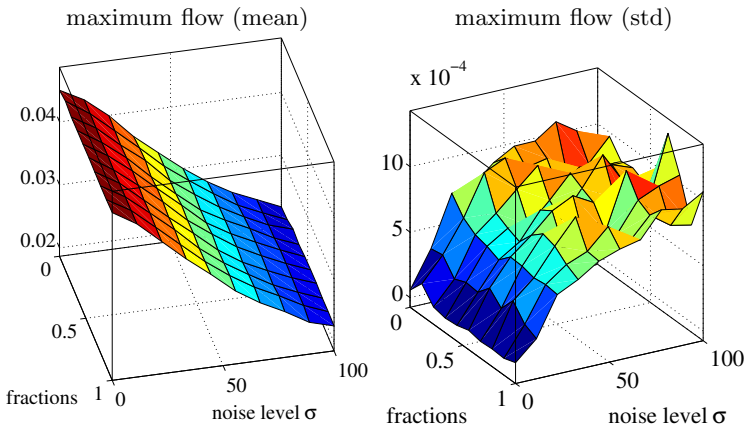 maximum flow (mean)
0.04
0.03
0.02
0
0.5
1
0
50
100
fractions
noise level σ
maximum flow (std)
x 10⁻⁴
10
5
0
0
0.5
1
0
50
100
fractions
noise level σ